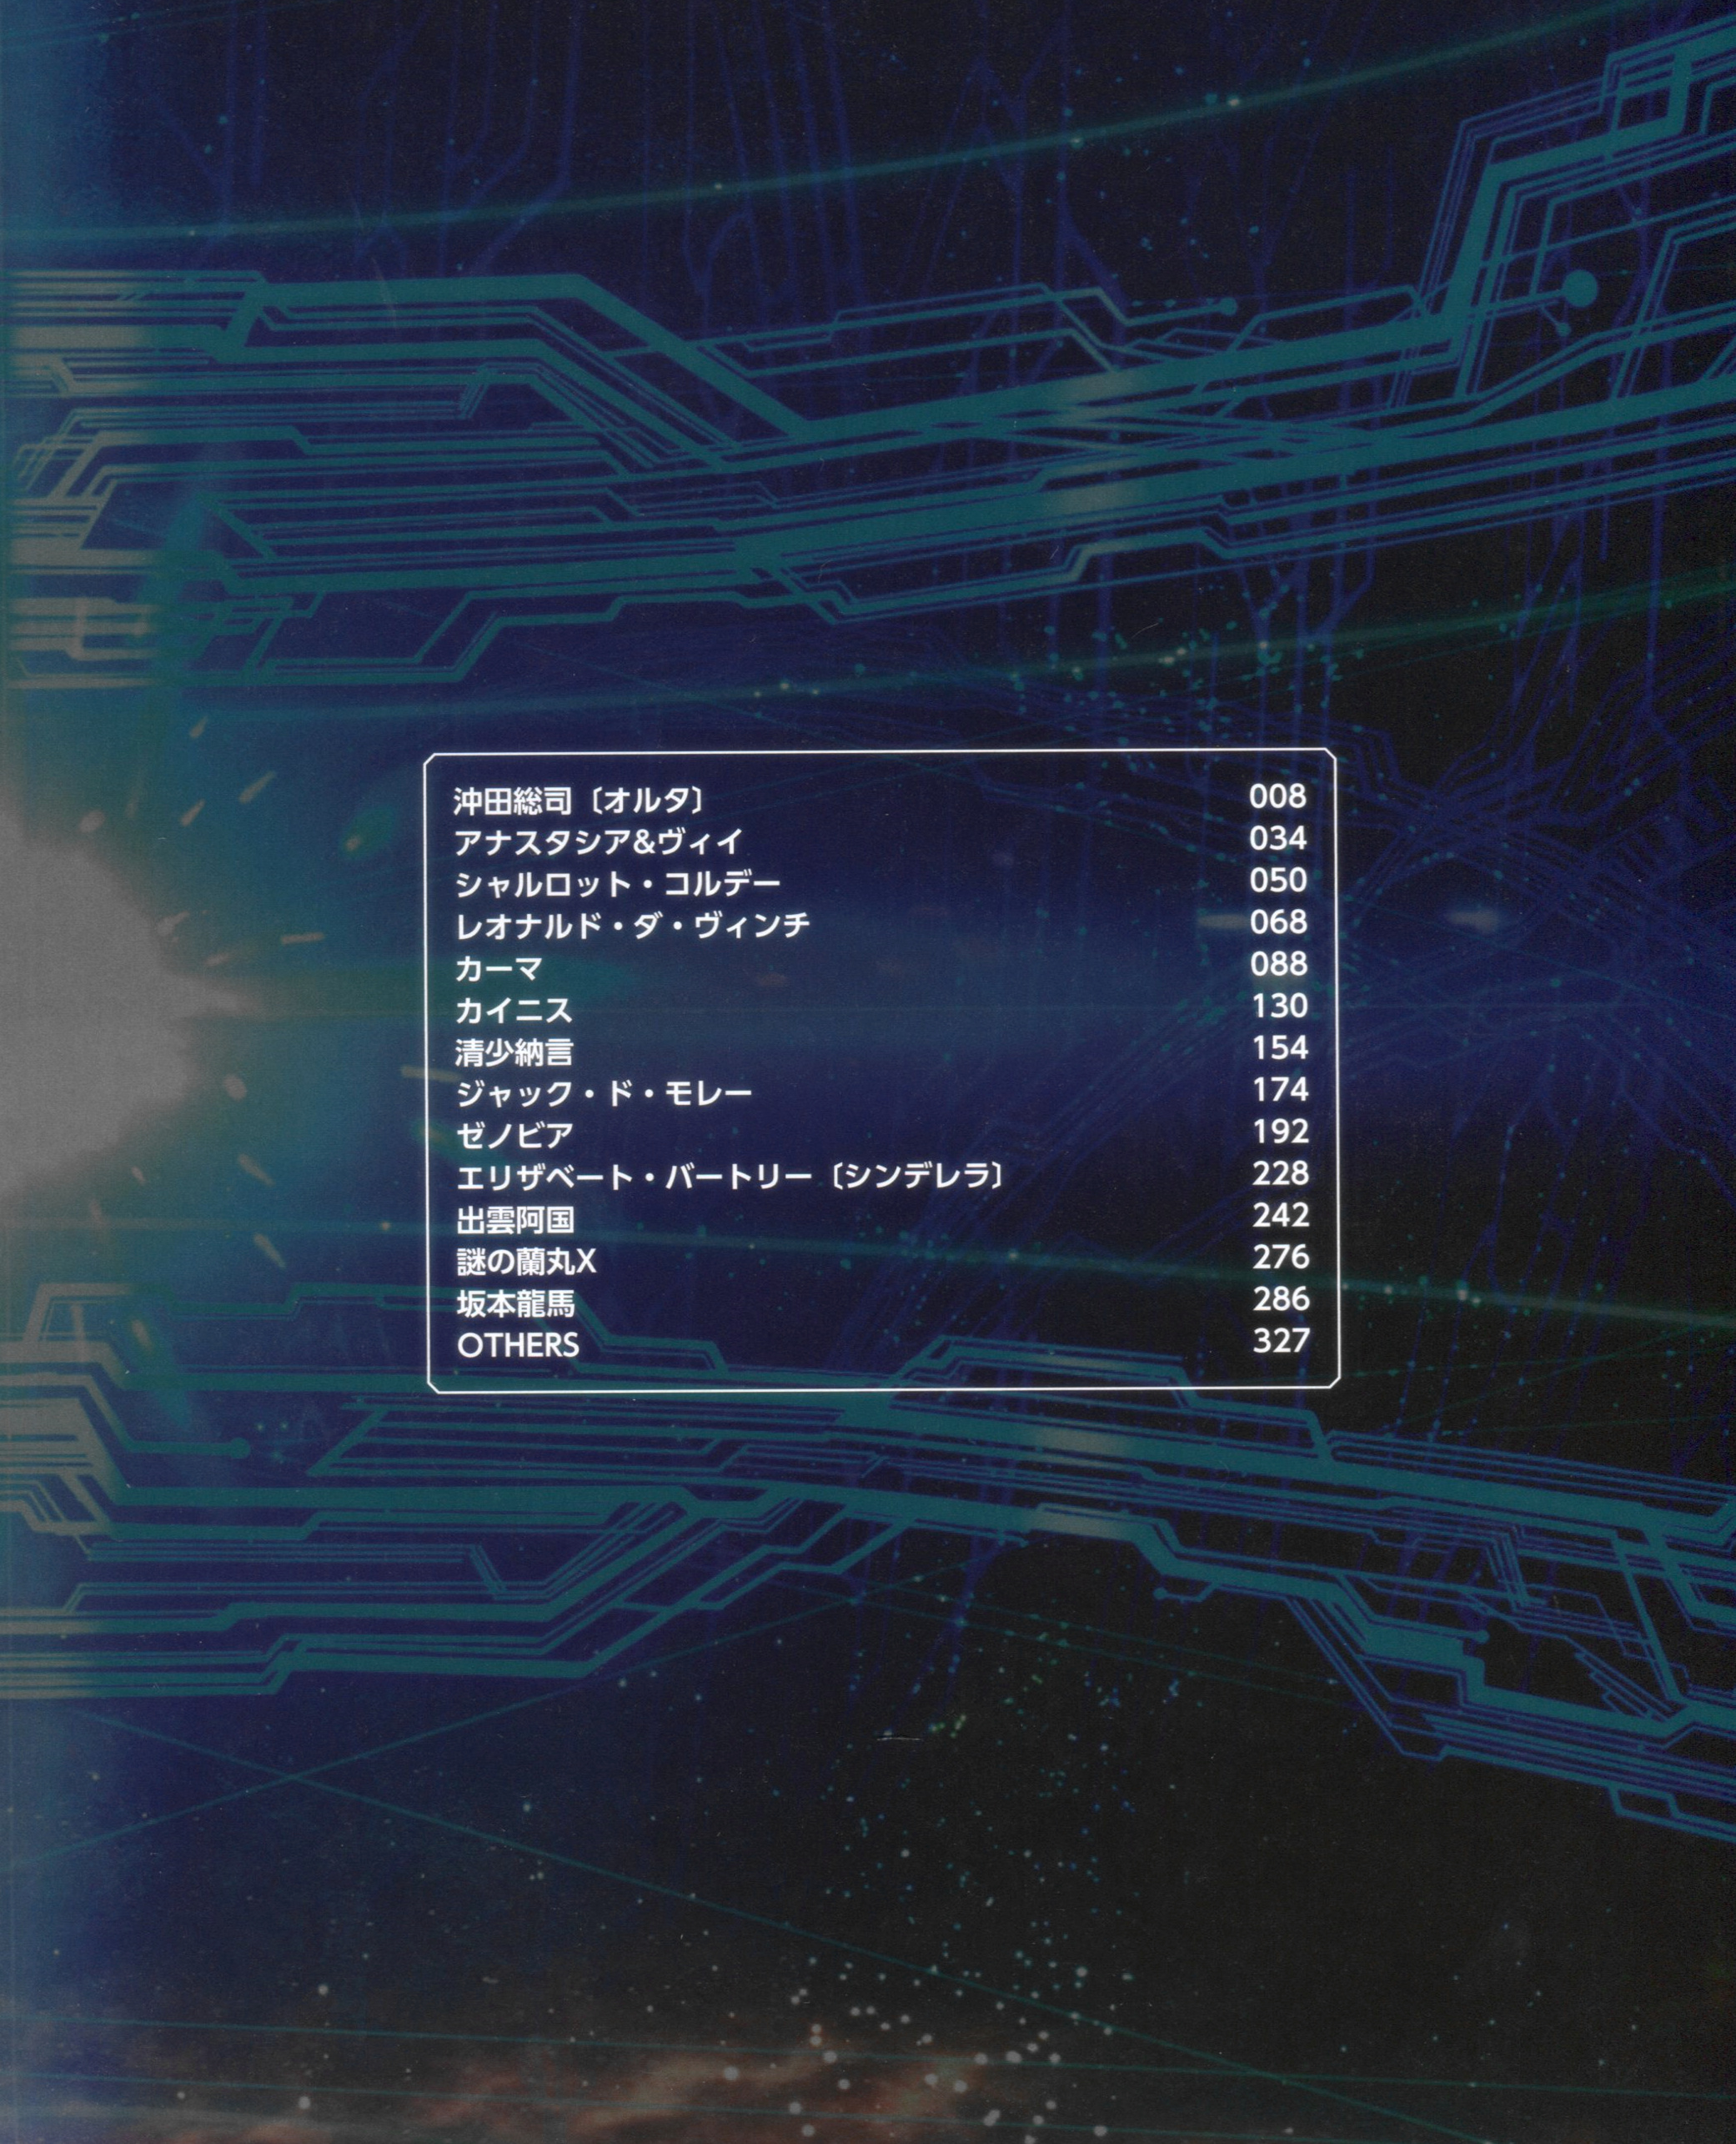 沖田総司〔オルタ〕 008
アナスタシア&ヴィイ 034
シャルロット・コルデー 050
レオナルド・ダ・ヴィンチ 068
カーマ 088
カイニス 130
清少納言 154
ジャック・ド・モレー 174
ゼノビア 192
エリザベート・バートリー〔シンデレラ〕 228
出雲阿国 242
謎の蘭丸X 276
坂本龍馬 286
OTHERS 327